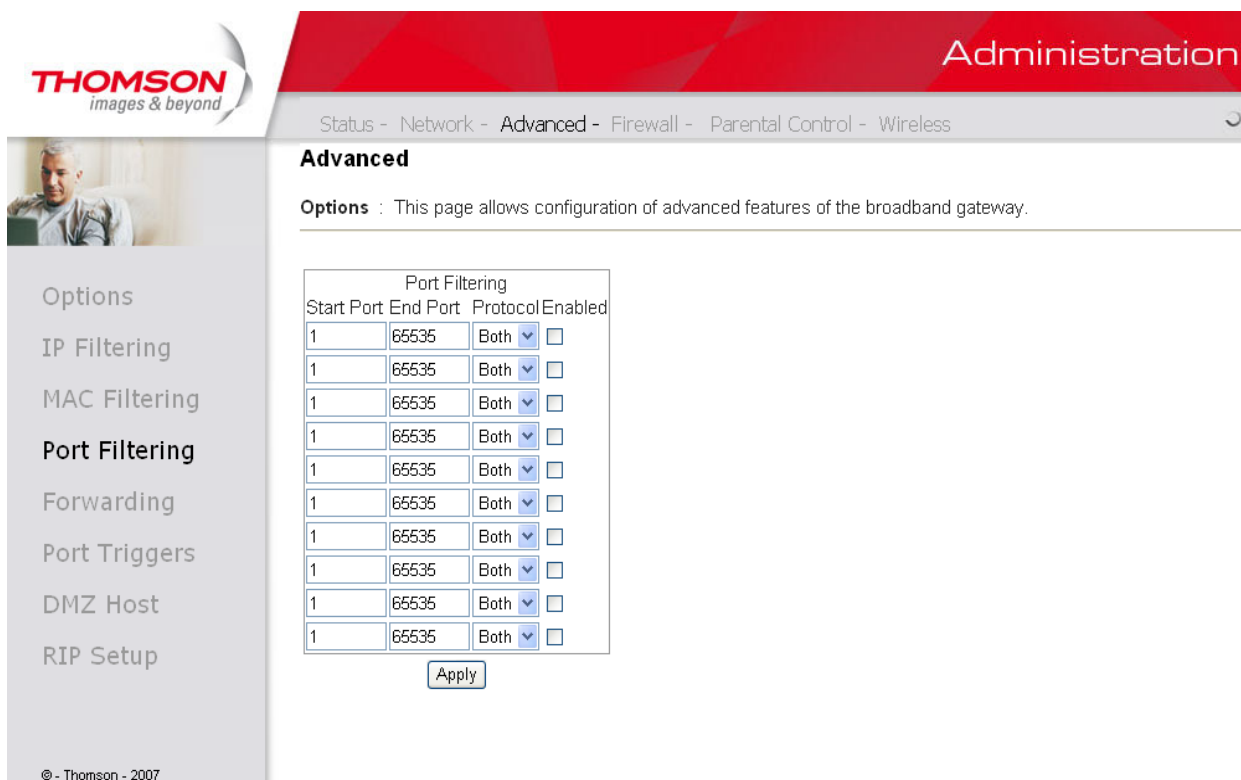 THOMSON
images & beyond
Administration
Status - Network - Advanced - Firewall - Parental Control - Wireless
Advanced
Options : This page allows configuration of advanced features of the broadband gateway.
Options
IP Filtering
MAC Filtering
Port Filtering
Forwarding
Port Triggers
DMZ Host
RIP Setup
© - Thomson - 2007
Port Filtering
Start Port End Port Protocol Enabled
1 65535 Both
1 65535 Both
1 65535 Both
1 65535 Both
1 65535 Both
1 65535 Both
1 65535 Both
1 65535 Both
1 65535 Both
1 65535 Both
Apply